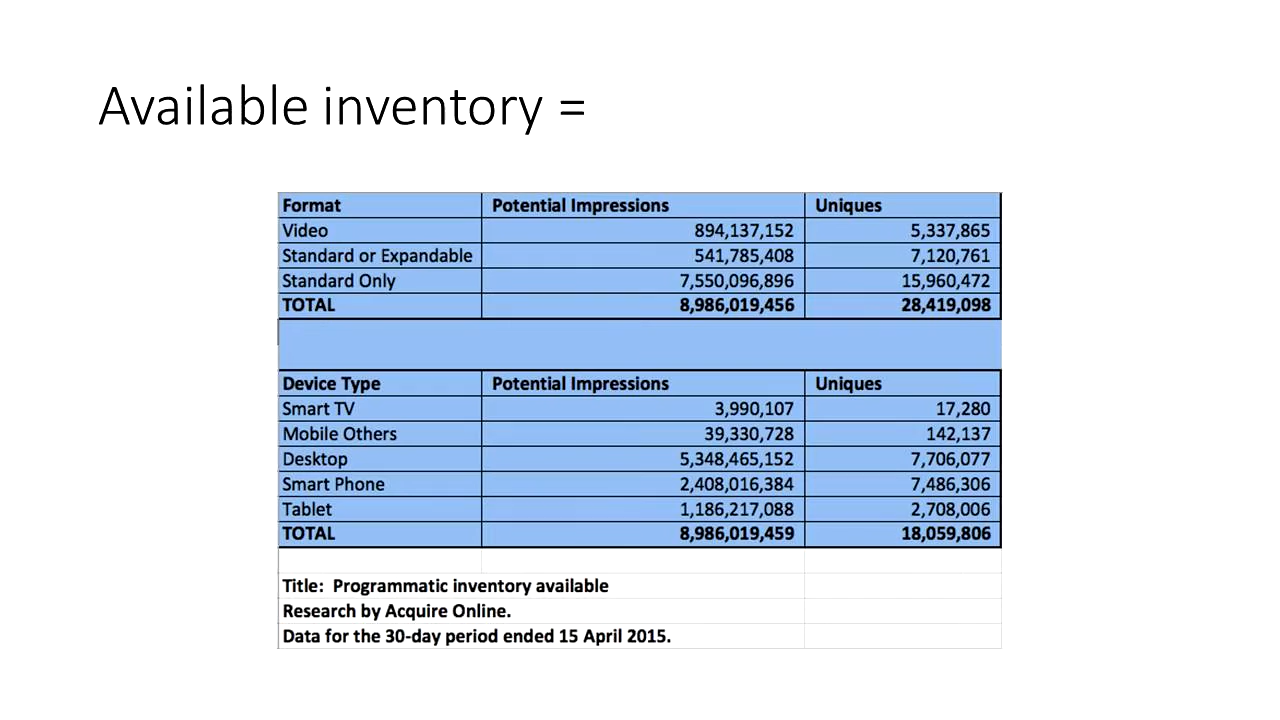 Available inventory =
Format Potential Impressions Uniques
Video 894,137,152 5,337,865
Standard or Expandable 541,785,408 7,120,761
Standard Only 7,550,096,896 15,960,472
TOTAL 8,986,019,456 28,419,098
Device Type Potential Impressions Uniques
Smart TV 3,990,107 17,280
Mobile Others 39,330,728 142,137
Desktop 5,348,465,152 7,706,077
Smart Phone 2,408,016,384 7,486,306
Tablet 1,186,217,088 2,708,006
TOTAL 8,986,019,459 18,059,806
Title: Programmatic inventory available
Research by Acquire Online.
Data for the 30-day period ended 15 April 2015.